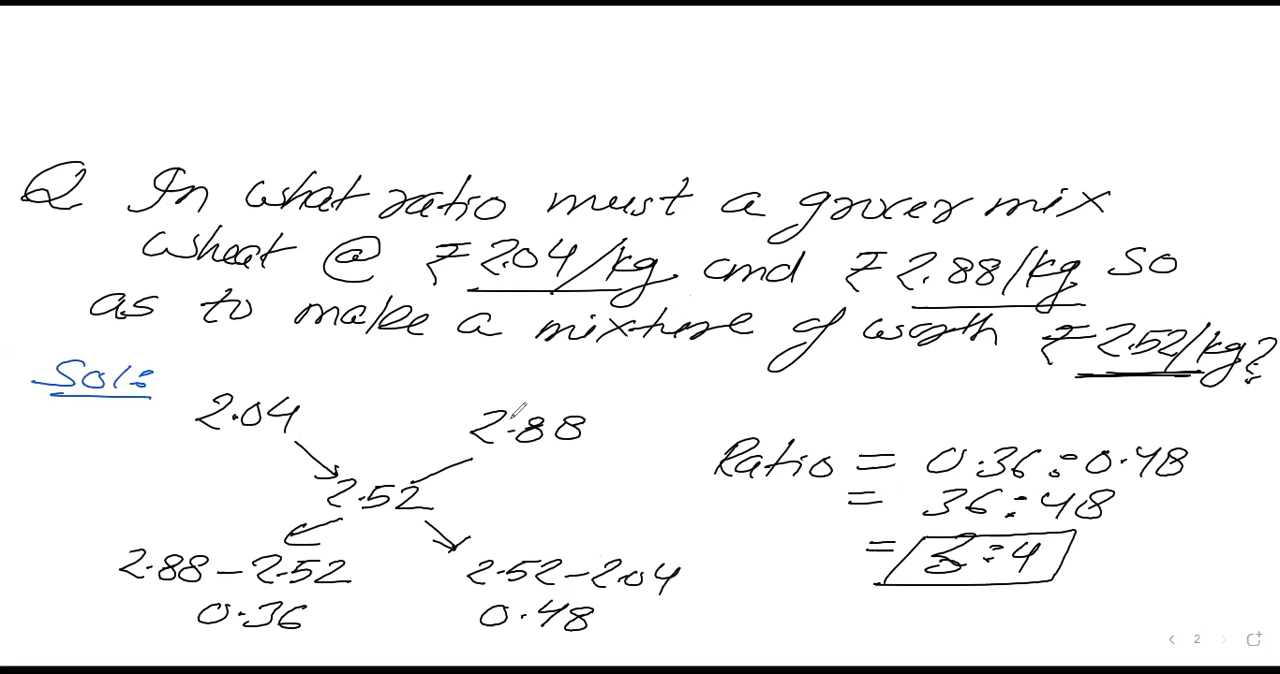 Q In what ratio must a grocer mix
wheat @ ₹2.04/kg and ₹2.88/kg so
as to make a mixture of worth ₹2.52/kg?
Sol:
2.04 2.88
2.52
2.88-2.52 2.52-2.04
0.36 0.48
Ratio = 0.36:0.48
= 36:48
= 3:4
2